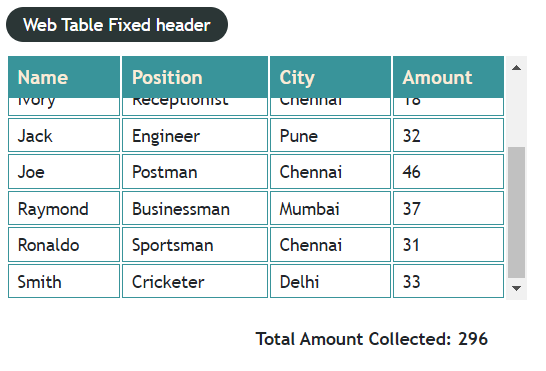 Web Table Fixed header
Name Position City Amount
Ivory Receptionist Chennai 18
Jack Engineer Pune 32
Joe Postman Chennai 46
Raymond Businessman Mumbai 37
Ronaldo Sportsman Chennai 31
Smith Cricketer Delhi 33
Total Amount Collected: 296